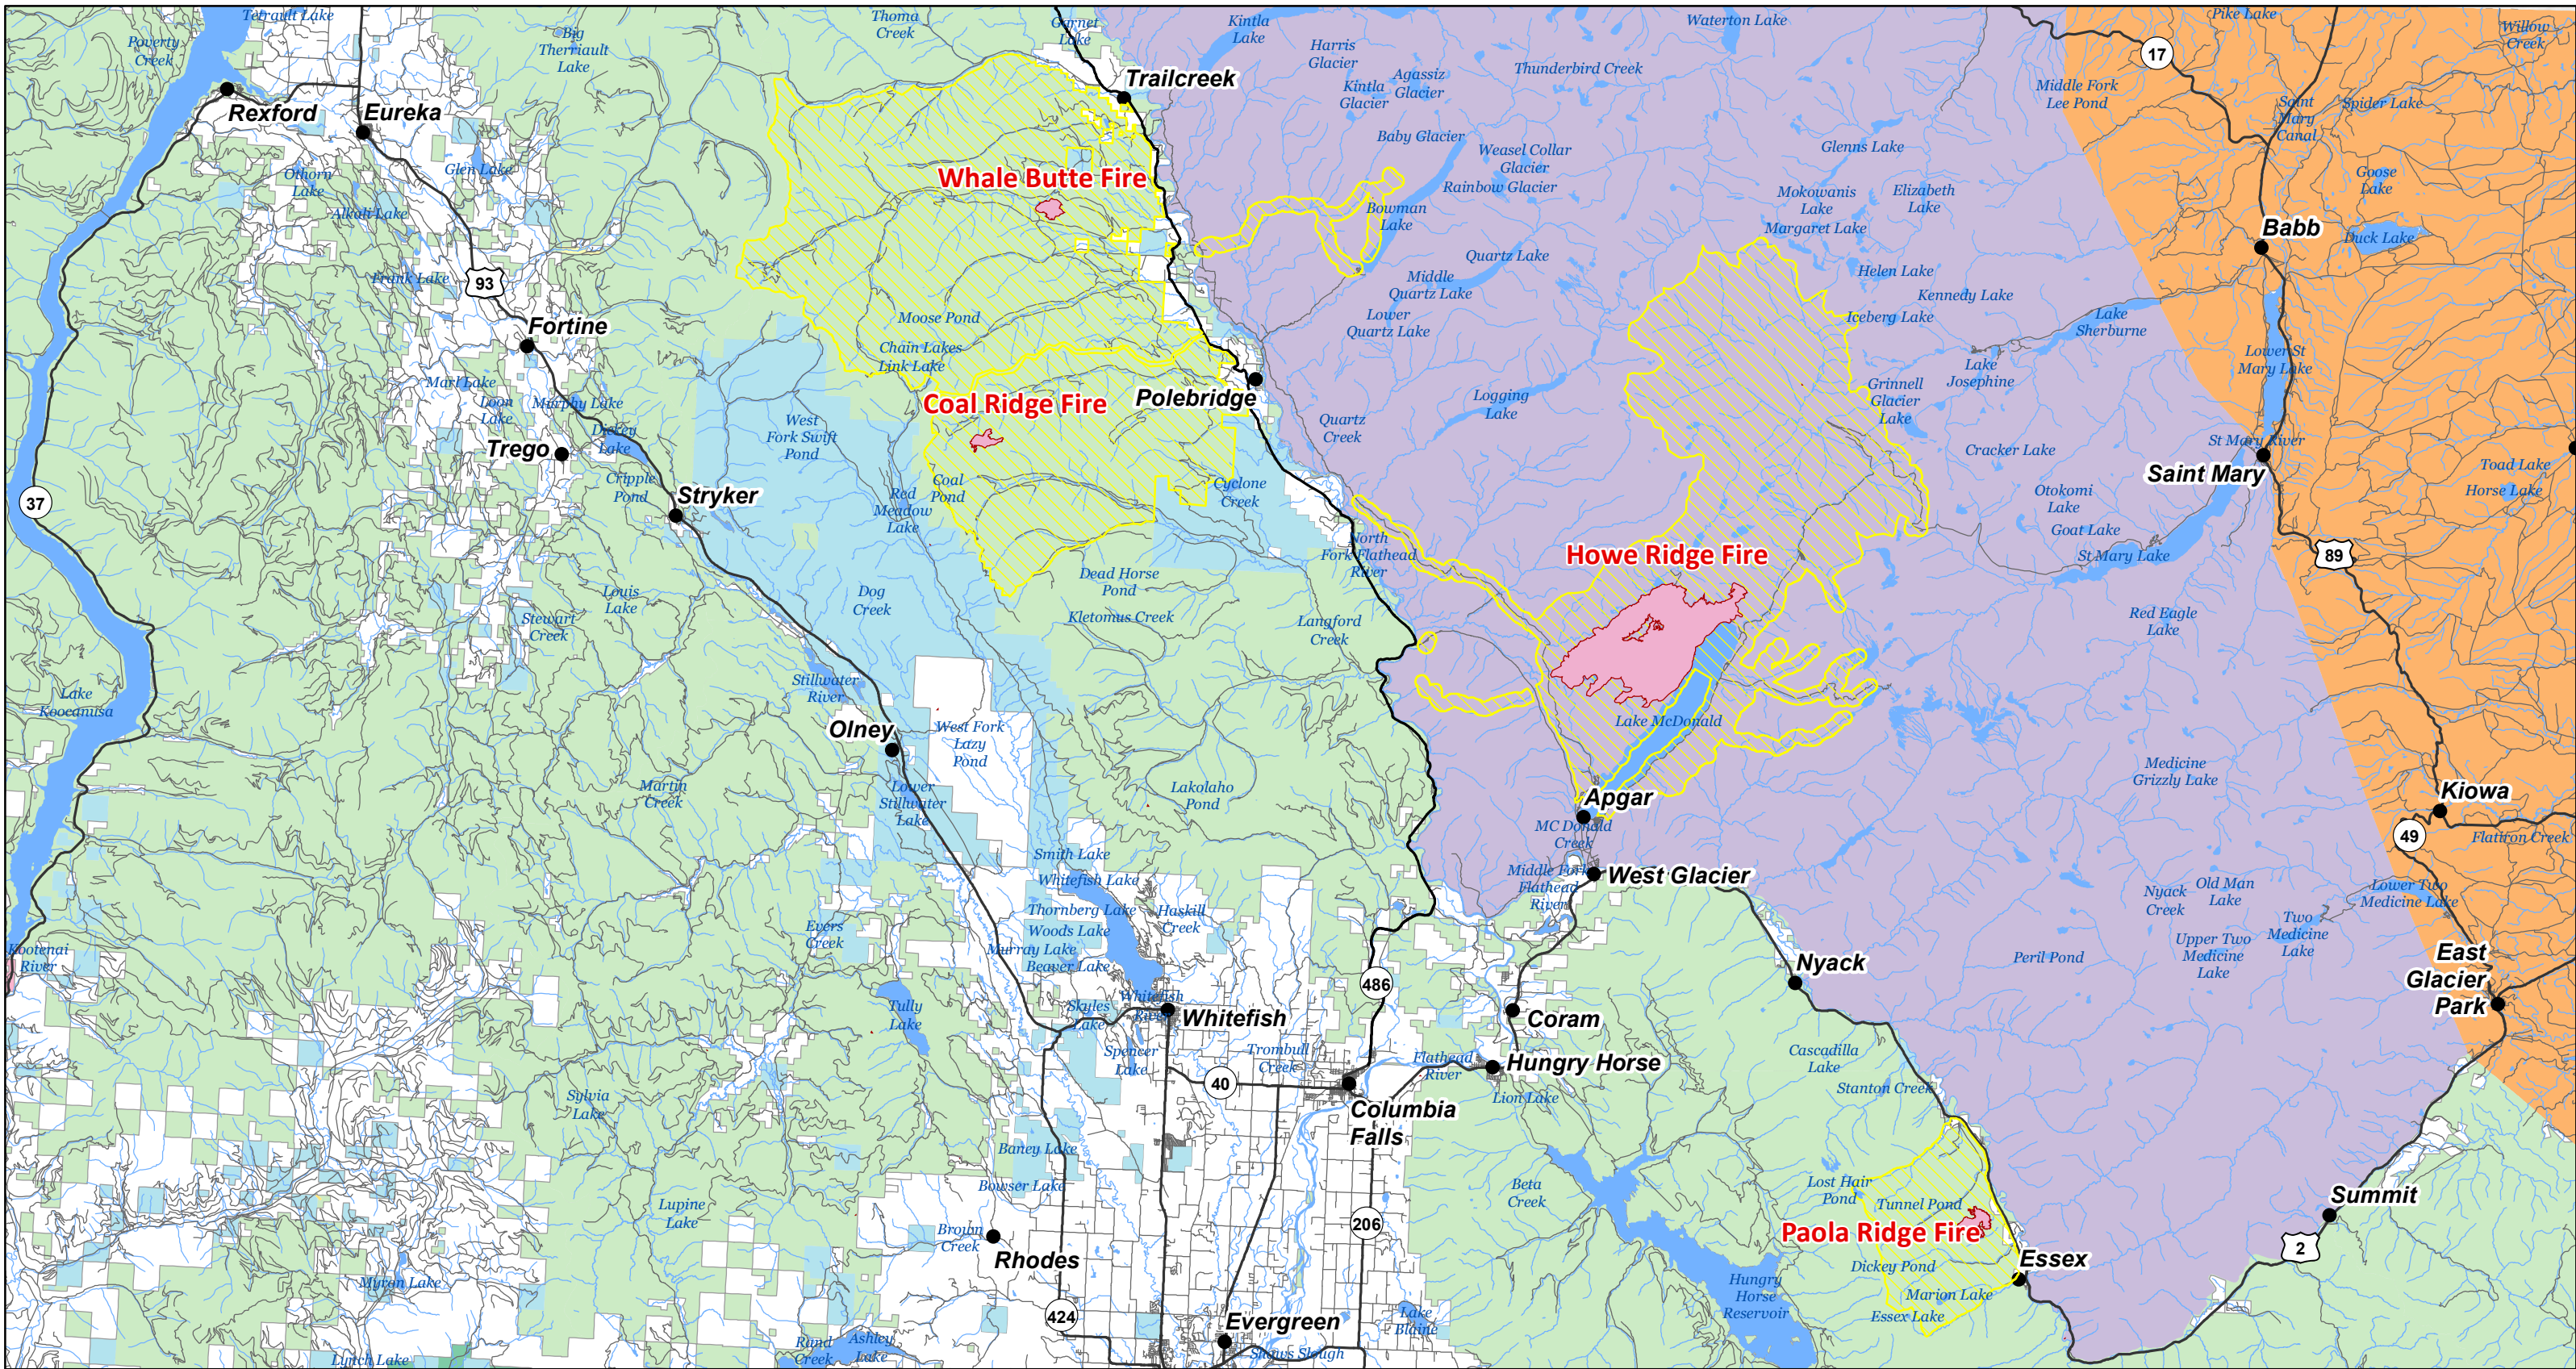 Tetrault Lake
Poverty
Creek
Big
Therriault
Lake
Thoma
Creek
Garnet
Lake
Kintla
Lake
Harris
Glacier
Kintla
Glacier
Agassiz
Glacier
Thunderbird Creek
Waterton Lake
17
Pike Lake
Willow
Creek
Middle Fork
Lee Pond
Saint
Mary
Canal
Spider Lake
Rexford
Eureka
Trailcreek
Baby Glacier
Weasel Collar
Glacier
Rainbow Glacier
Glenns Lake
Mokowanis
Lake
Elizabeth
Lake
Margaret Lake
Goose
Lake
Othorn
Lake
Glen Lake
Alkali Lake
Whale Butte Fire
Bowman
Lake
Babb
Duck Lake
Frank Lake
93
Quartz Lake
Middle
Quartz Lake
Lower
Quartz Lake
Helen Lake
Kennedy Lake
Iceberg Lake
Lake
Sherburne
Fortine
Moose Pond
Chain Lakes
Link Lake
Lower St
Mary Lake
Lake
Josephine
Grinnell
Glacier
Lake
Marl Lake
Loon
Lake
Murphy Lake
Dickey
Lake
Trego
West
Fork Swift
Pond
Coal Ridge Fire
Polebridge
Quartz
Creek
Logging
Lake
Cracker Lake
St Mary River
Saint Mary
Toad Lake
Horse Lake
37
Cripple
Pond
Stryker
Red
Meadow
Lake
Coal
Pond
Cyclone
Creek
Otokomi
Lake
Goat Lake
St Mary Lake
89
North
Fork Flathead
River
Howe Ridge Fire
Dead Horse
Pond
Kletomus Creek
Langford
Creek
Louis
Lake
Stewart
Creek
Dog
Creek
Red Eagle
Lake
Lake
Koocanusa
Stillwater
River
Olney
West Fork
Lazy
Pond
Lake McDonald
Medicine
Grizzly Lake
Martin
Creek
Lower
Stillwater
Lake
Lakolaho
Pond
Apgar
MC Donald
Creek
Kiowa
49
Flatiron Creek
Smith Lake
Whitefish Lake
Middle Fork
Flathead
River
West Glacier
Nyack
Creek
Old Man
Lake
Lower Two
Medicine Lake
Thornberg Lake
Haskill
Creek
Woods Lake
Murray Lake
Beaver Lake
Evers
Creek
Two
Medicine
Lake
Upper Two
Medicine
Lake
Peril Pond
East
Glacier
Park
Kootenai
River
486
Nyack
Tally
Lake
Skyles
Lake
Whitefish
River
Whitefish
Coram
Spencer
Lake
Trombull
Creek
Flathead
River
Hungry Horse
Cascadilla
Lake
Stanton Creek
40
Lion Lake
Columbia
Falls
Sylvia
Lake
Baney Lake
Bowser Lake
Beta
Creek
Lost Hair
Pond
Tunnel Pond
Summit
Lupine
Lake
Brouhn
Creek
Rhodes
206
Paola Ridge Fire
2
Essex
Dickey Pond
Myron Lake
Hungry
Horse
Reservoir
Marion Lake
Essex Lake
424
Evergreen
Lake
Blaine
Lynch Lake
Rand
Creek
Ashley
Lake
Shaws Slough